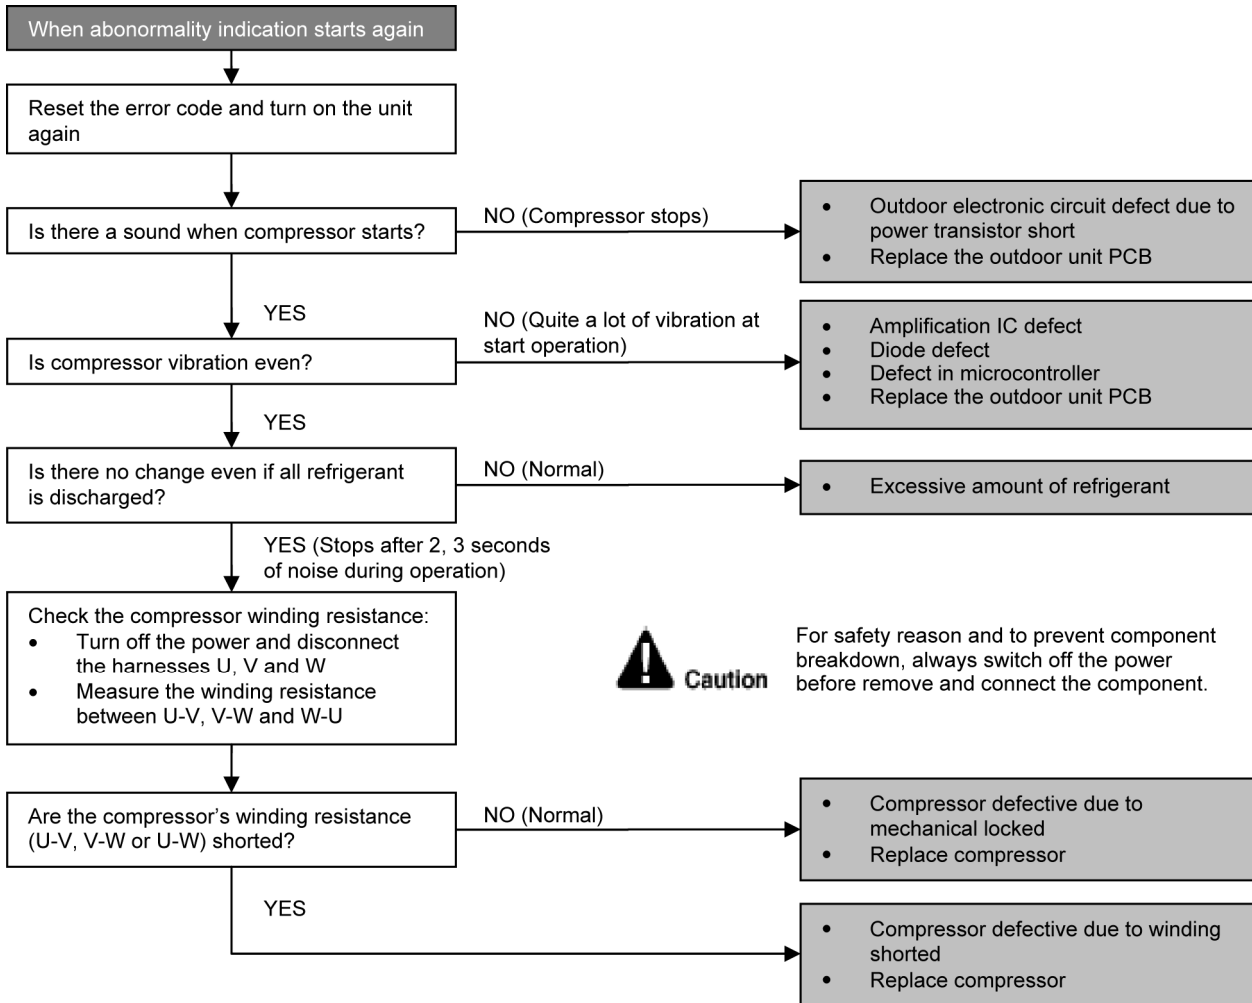 When abonormality indication starts again
Reset the error code and turn on the unit
again
Is there a sound when compressor starts?
NO (Compressor stops)
• Outdoor electronic circuit defect due to
power transistor short
• Replace the outdoor unit PCB
YES
Is compressor vibration even?
NO (Quite a lot of vibration at
start operation)
• Amplification IC defect
• Diode defect
• Defect in microcontroller
• Replace the outdoor unit PCB
YES
Is there no change even if all refrigerant
is discharged?
NO (Normal)
• Excessive amount of refrigerant
YES (Stops after 2, 3 seconds
of noise during operation)
Check the compressor winding resistance:
• Turn off the power and disconnect
the harnesses U, V and W
• Measure the winding resistance
between U-V, V-W and W-U
Caution
For safety reason and to prevent component
breakdown, always switch off the power
before remove and connect the component.
Are the compressor’s winding resistance
(U-V, V-W or U-W) shorted?
NO (Normal)
• Compressor defective due to
mechanical locked
• Replace compressor
YES
• Compressor defective due to winding
shorted
• Replace compressor